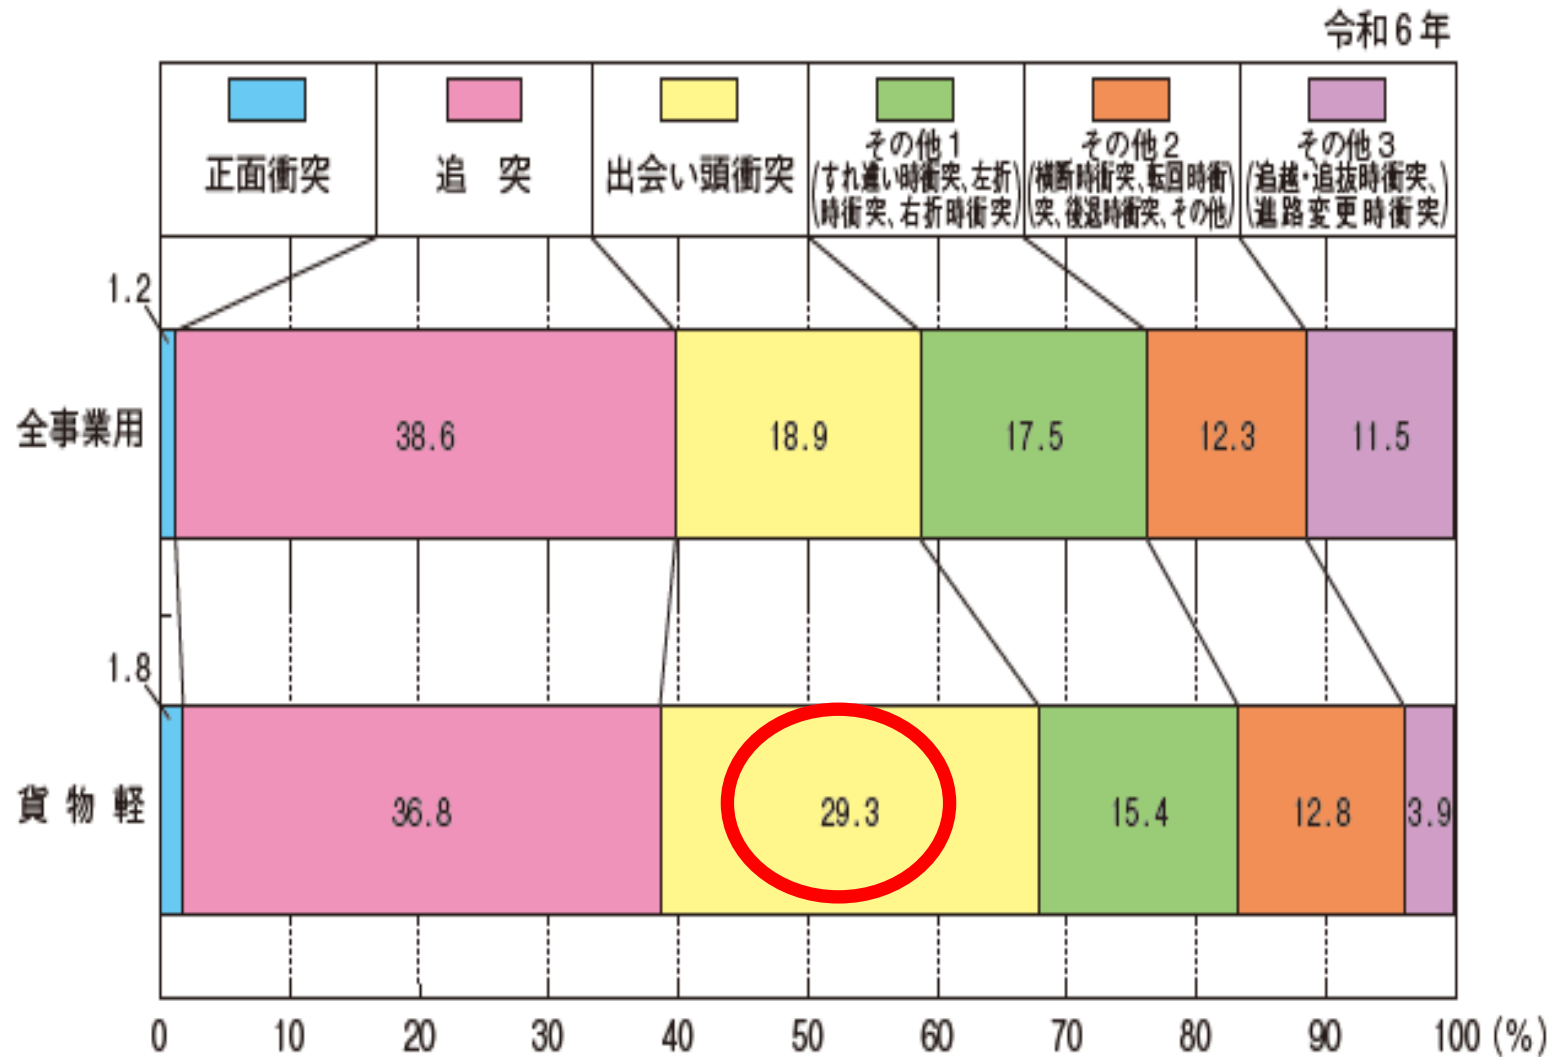 令和6年
正面衝突
追 突
出会い頭衝突
その他1
(すれ違い時衝突、左折
時衝突、右折時衝突)
その他2
(横断時衝突、転回時衝
突、後退時衝突、その他)
その他3
(追越・追抜時衝突、
進路変更時衝突)
1.2
全事業用
38.6
18.9
17.5
12.3
11.5
1.8
貨物軽
36.8
29.3
15.4
12.8
3.9
0 10 20 30 40 50 60 70 80 90 100 (%)